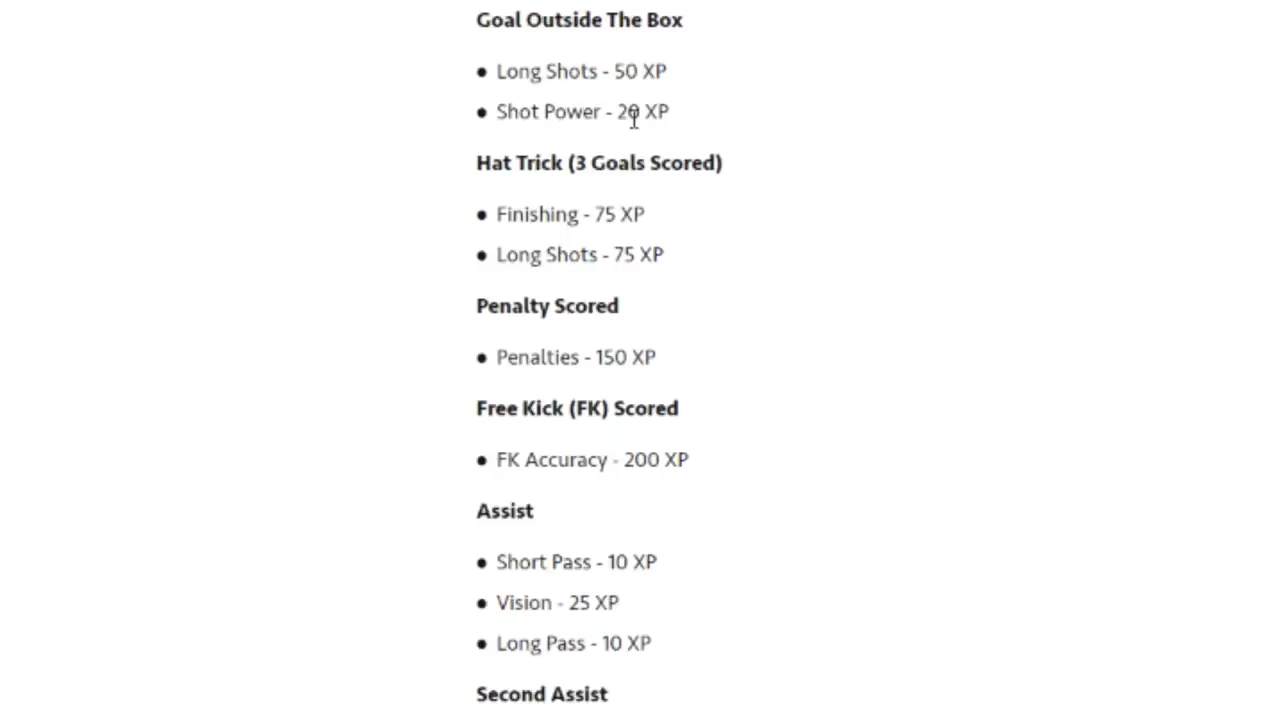 Goal Outside The Box
● Long Shots - 50 XP
● Shot Power - 20 XP
Hat Trick (3 Goals Scored)
● Finishing - 75 XP
● Long Shots - 75 XP
Penalty Scored
● Penalties - 150 XP
Free Kick (FK) Scored
● FK Accuracy - 200 XP
Assist
● Short Pass - 10 XP
● Vision - 25 XP
● Long Pass - 10 XP
Second Assist